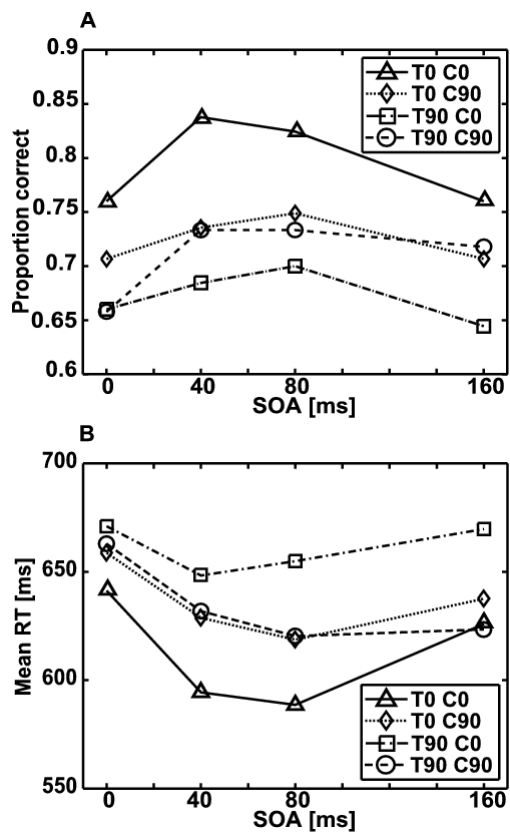 A
0.9
0.85
0.8
0.75
0.7
0.65
0.6
Proportion correct
T0 C0
T0 C90
T90 C0
T90 C90
0 40 80 160
SOA [ms]
B
700
650
600
550
Mean RT [ms]
T0 C0
T0 C90
T90 C0
T90 C90
0 40 80 160
SOA [ms]